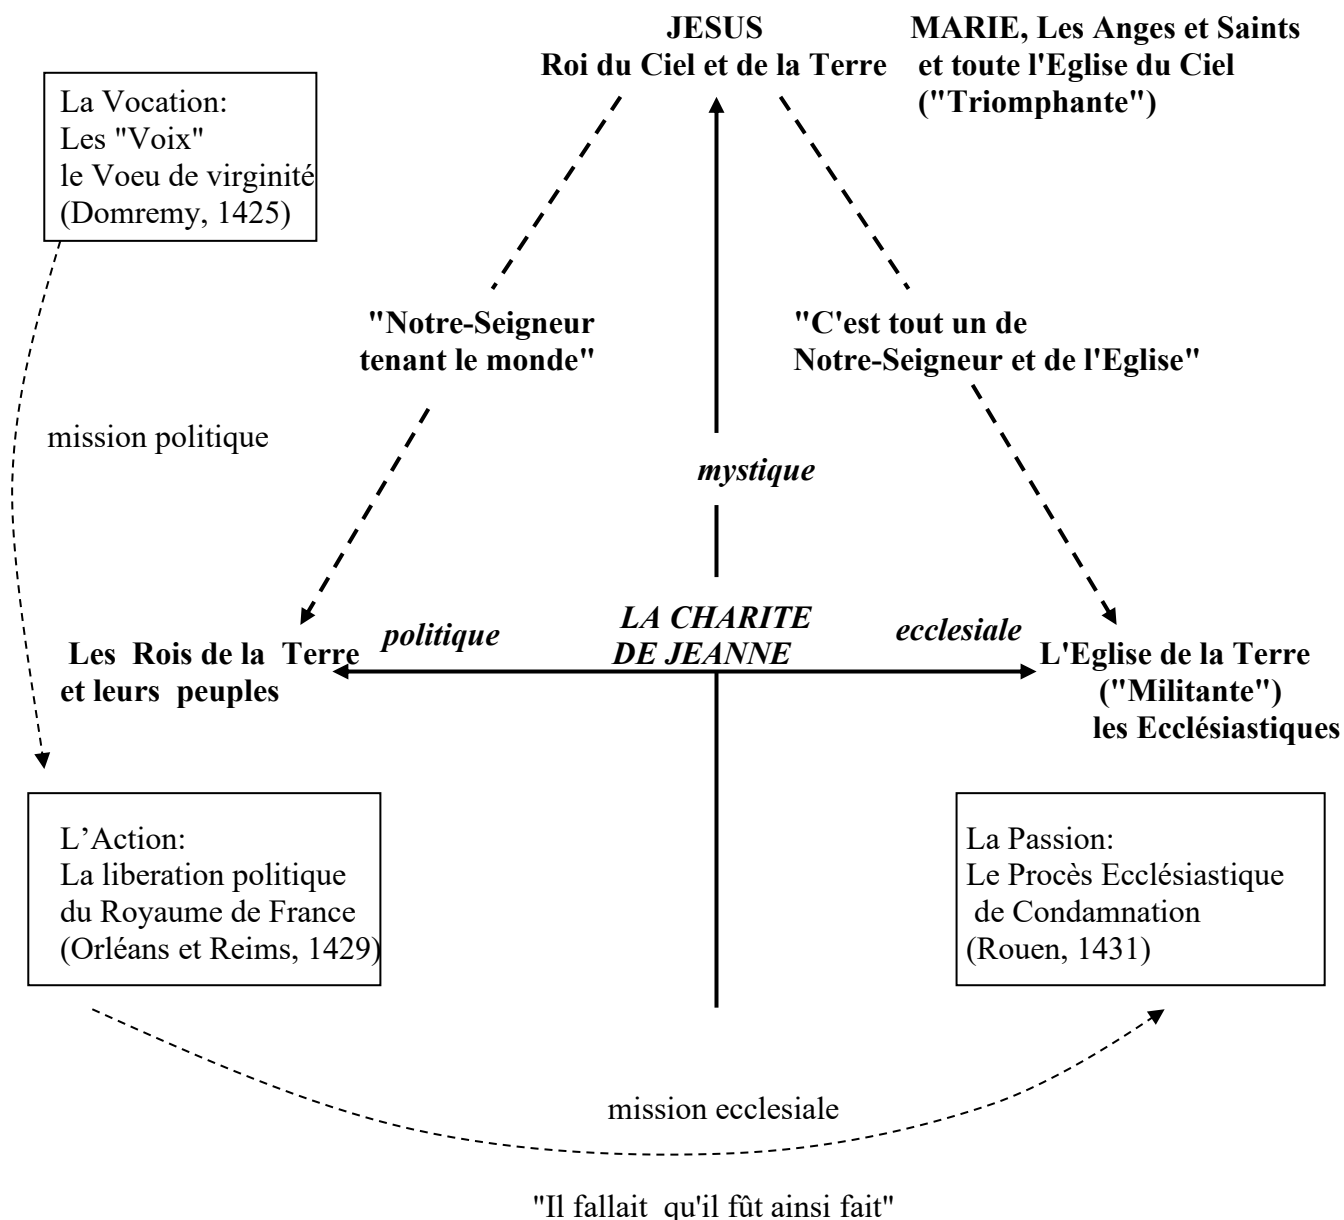 JESUS
Roi du Ciel et de la Terre
MARIE, Les Anges et Saints
et toute l'Eglise du Ciel
("Triomphante")
La Vocation:
Les "Voix"
le Voeu de virginité
(Domremy, 1425)
"Notre-Seigneur
tenant le monde"
"C'est tout un de
Notre-Seigneur et de l'Eglise"
mission politique
mystique
LA CHARITE
DE JEANNE
politique
ecclesiale
Les Rois de la Terre
et leurs peuples
L'Eglise de la Terre
("Militante")
les Ecclésiastiques
L’Action:
La liberation politique
du Royaume de France
(Orléans et Reims, 1429)
La Passion:
Le Procès Ecclésiastique
de Condamnation
(Rouen, 1431)
mission ecclesiale
"Il fallait qu'il fût ainsi fait"